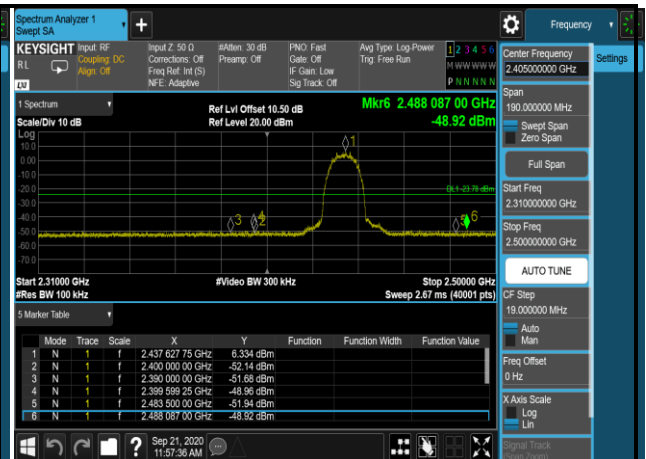 Spectrum Analyzer 1
Swept SA
+
Frequency
KEYSIGHT Input: RF Input Z: 50 Ω #Atten: 30 dB PNO: Fast Avg Type: Log-Power 1 2 3 4 5 6
RL Coupling: DC Corrections: Off Preamp: Off Gate: Off Trig: Free Run M W W W W W
Align: Off Freq Ref: Int (S) IF Gain: Low P N N N N N
LXI NFE: Adaptive Sig Track: Off
1 Spectrum
Scale/Div 10 dB
Ref Lvl Offset 10.50 dB
Ref Level 20.00 dBm
Mkr6 2.488 087 00 GHz
-48.92 dBm
Log
10.0
0.00
-10.0
-20.0
-30.0
-40.0
-50.0
-60.0
-70.0
1
DL1 -23.78 dBm
3
2
6
Start 2.31000 GHz #Video BW 300 kHz Stop 2.50000 GHz
#Res BW 100 kHz Sweep 2.67 ms (40001 pts)
5 Marker Table
Mode Trace Scale X Y Function Function Width Function Value
1 N 1 f 2.437 627 75 GHz 6.334 dBm
2 N 1 f 2.400 000 00 GHz -52.14 dBm
3 N 1 f 2.390 000 00 GHz -51.68 dBm
4 N 1 f 2.399 599 25 GHz -48.96 dBm
5 N 1 f 2.483 500 00 GHz -51.94 dBm
6 N 1 f 2.488 087 00 GHz -48.92 dBm
?
Sep 21, 2020
11:57:36 AM
Center Frequency
2.405000000 GHz
Settings
Span
190.000000 MHz
Swept Span
Zero Span
Full Span
Start Freq
2.310000000 GHz
Stop Freq
2.500000000 GHz
AUTO TUNE
CF Step
19.000000 MHz
Auto
Man
Freq Offset
0 Hz
X Axis Scale
Log
Lin
Signal Track
(Span Zoom)